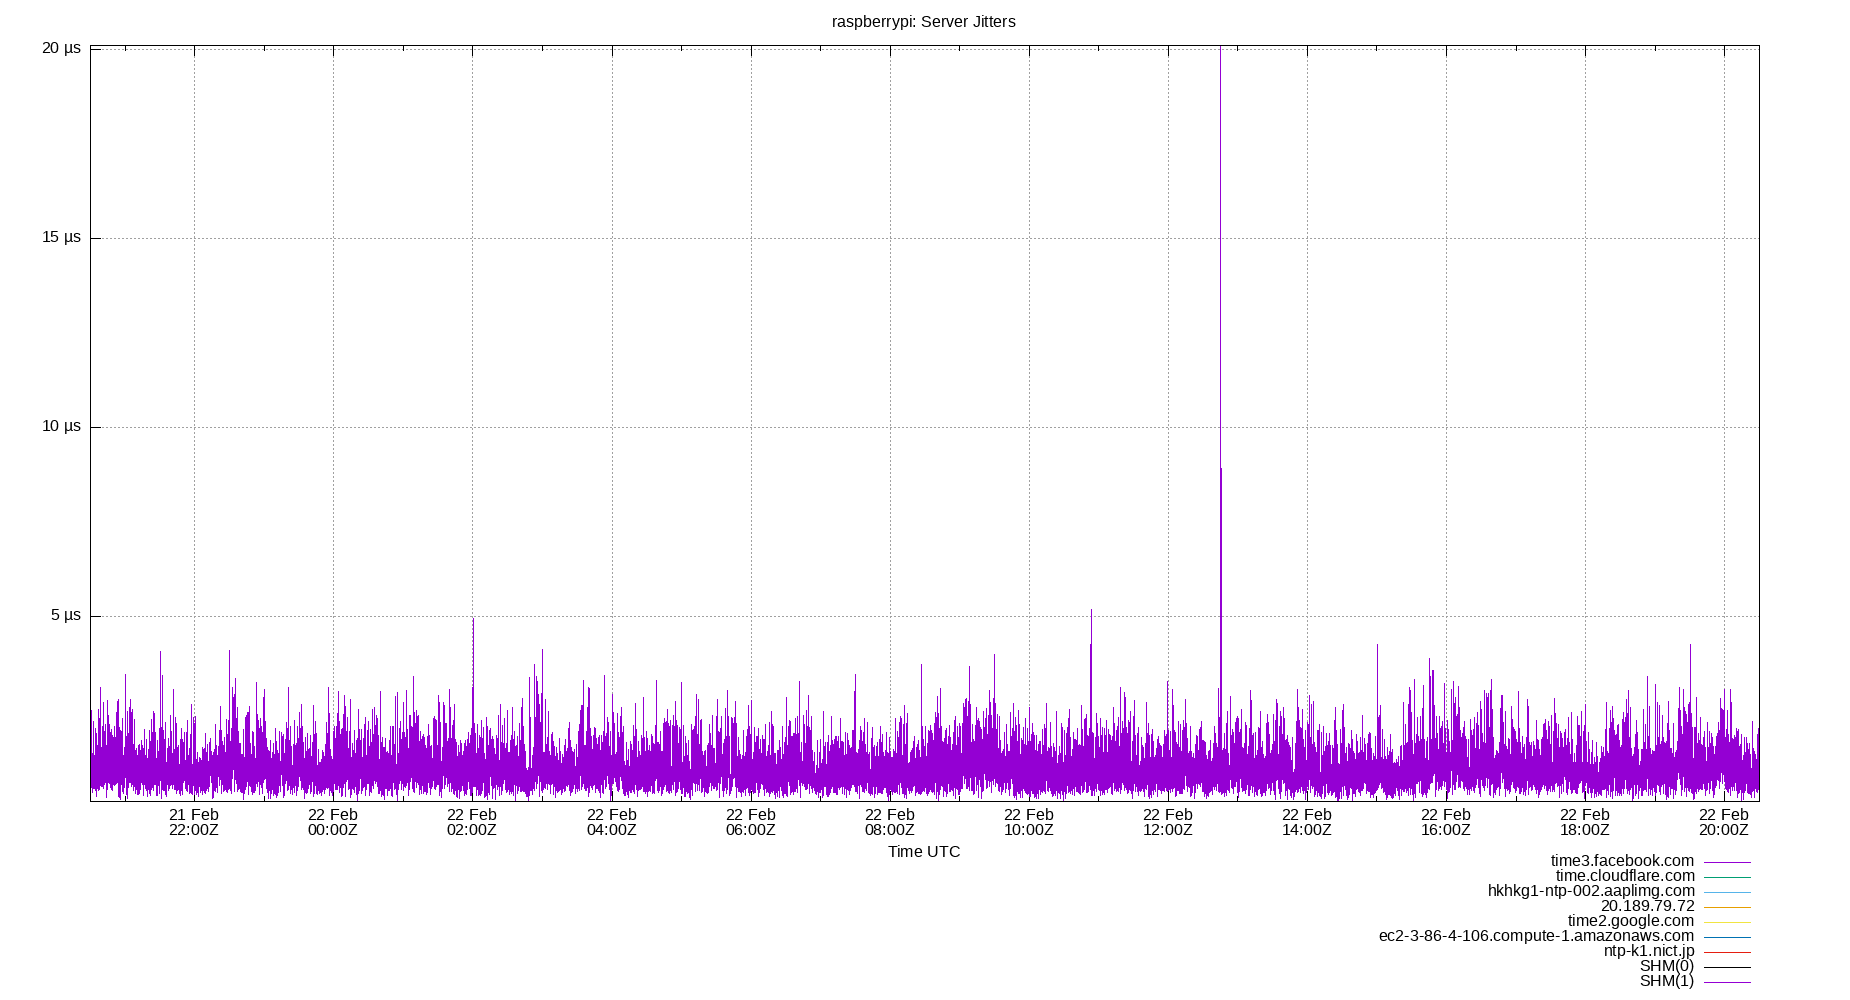 raspberrypi: Server Jitters
20 µs
15 µs
10 µs
5 µs
21 Feb 22 Feb 22 Feb 22 Feb 22 Feb 22 Feb 22 Feb 22 Feb 22 Feb 22 Feb 22 Feb 22 Feb
22:00Z 00:00Z 02:00Z 04:00Z 06:00Z 08:00Z 10:00Z 12:00Z 14:00Z 16:00Z 18:00Z 20:00Z
Time UTC
time3.facebook.com
time.cloudflare.com
hkhkg1-ntp-002.aaplimg.com
20.189.79.72
time2.google.com
ec2-3-86-4-106.compute-1.amazonaws.com
ntp-k1.nict.jp
SHM(0)
SHM(1)